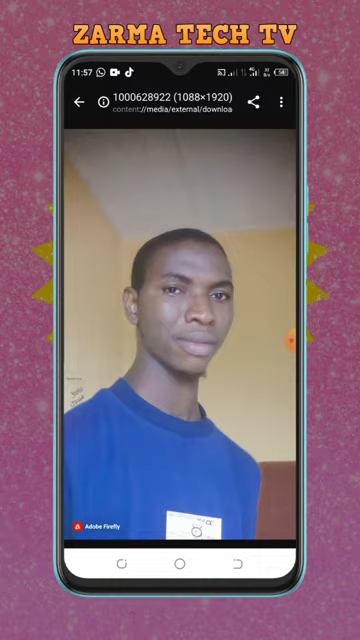 ZARMA TECH TV
11:57
1000628922 (1088×1920)
content://media/external/downloa
Adobe Firefly